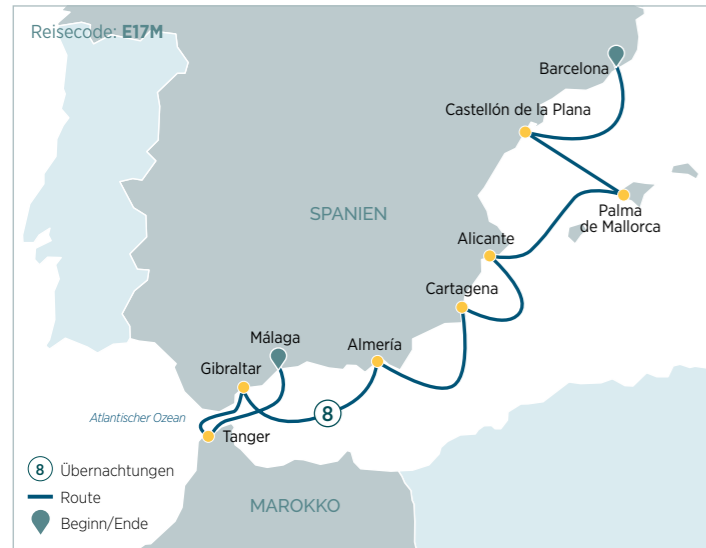 Reisecode: E17M
Barcelona
Castellón de la Plana
SPANIEN
Palma
de Mallorca
Alicante
Cartagena
Málaga
Almería
Gibraltar
8
Atlantischer Ozean
Tanger
8 Übernachtungen
Route
MAROKKO
Beginn/Ende